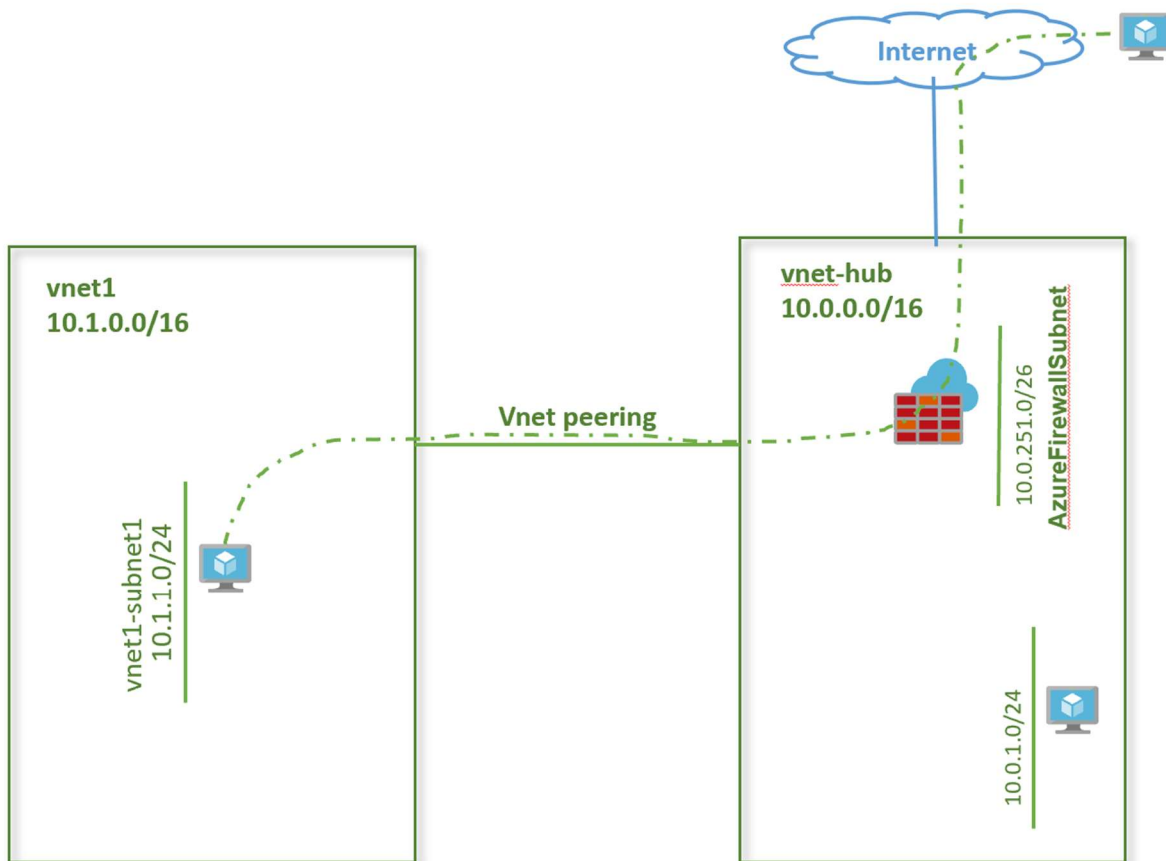 Internet
vnet1
10.1.0.0/16
vnet-hub
10.0.0.0/16
Vnet peering
10.0.251.0/26
AzureFirewallSubnet
vnet1-subnet1
10.1.1.0/24
10.0.1.0/24